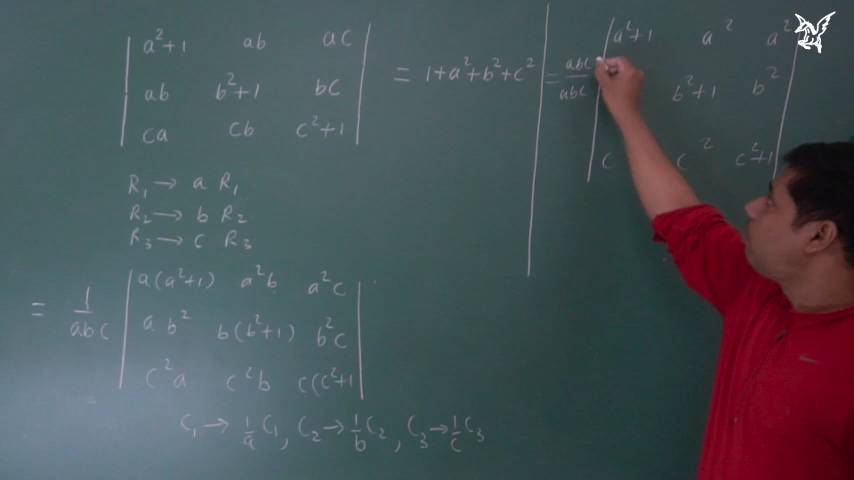 | a²+1 ab ac |
| ab b²+1 bc | = 1+a²+b²+c²
| ca cb c²+1 |
R₁ → a R₁
R₂ → b R₂
R₃ → c R₃
= 1/abc | a(a²+1) a²b a²c |
| ab² b(b²+1) b²c |
| c²a c²b c(c²+1 |
C₁ → 1/a C₁, C₂ → 1/b C₂, C₃ → 1/c C₃
= abc/abc | a²+1 a² a² |
| b²+1 b² |
| c c² c²+1 |